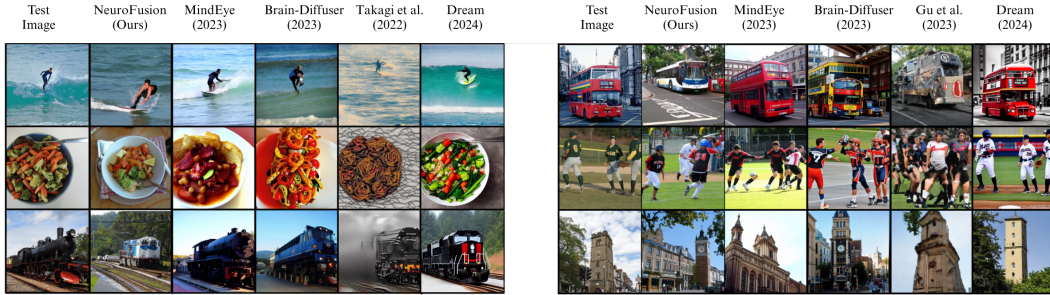 Test Image
NeuroFusion (Ours)
MindEye (2023)
Brain-Diffuser (2023)
Takagi et al. (2022)
Dream (2024)
Test Image
NeuroFusion (Ours)
MindEye (2023)
Brain-Diffuser (2023)
Gu et al. (2023)
Dream (2024)